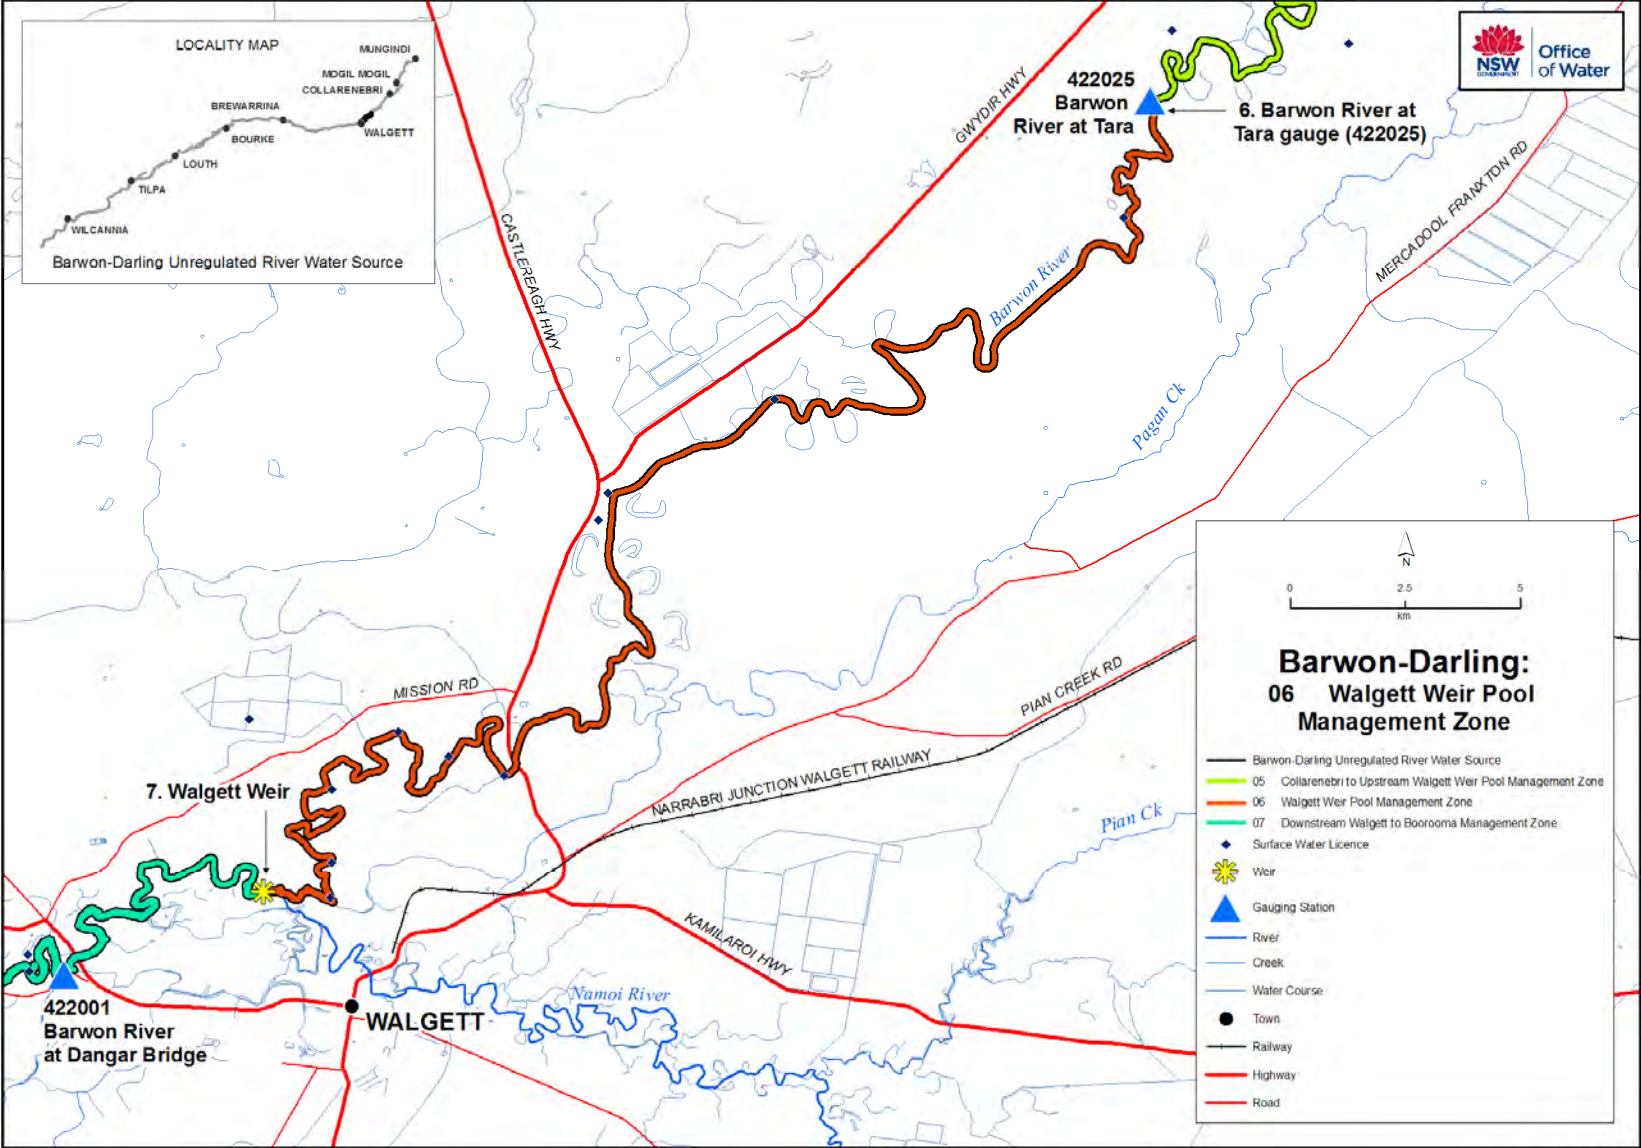 LOCALITY MAP
MUNGINDI
MOGIL MOGIL
COLLARENEBRI
BREWARRINA
WALGETT
BOURKE
LOUTH
TILPA
WILCANNIA
Barwon-Darling Unregulated River Water Source
NSW
GOVERNMENT
Office
of Water
422025
Barwon
River at Tara
6. Barwon River at
Tara gauge (422025)
GWYDIR HWY
MERCADOOL FRANXTON RD
CASTLEREAGH HWY
Barwon River
Pagan Ck
MISSION RD
PIAN CREEK RD
NARRABRI JUNCTION WALGETT RAILWAY
7. Walgett Weir
Pian Ck
KAMILAROI HWY
Namoi River
WALGETT
422001
Barwon River
at Dangar Bridge
N
0 2.5 5
km
Barwon-Darling:
06 Walgett Weir Pool
Management Zone
Barwon-Darling Unregulated River Water Source
05 Collarenebri to Upstream Walgett Weir Pool Management Zone
06 Walgett Weir Pool Management Zone
07 Downstream Walgett to Boorooma Management Zone
Surface Water Licence
Weir
Gauging Station
River
Creek
Water Course
Town
Railway
Highway
Road